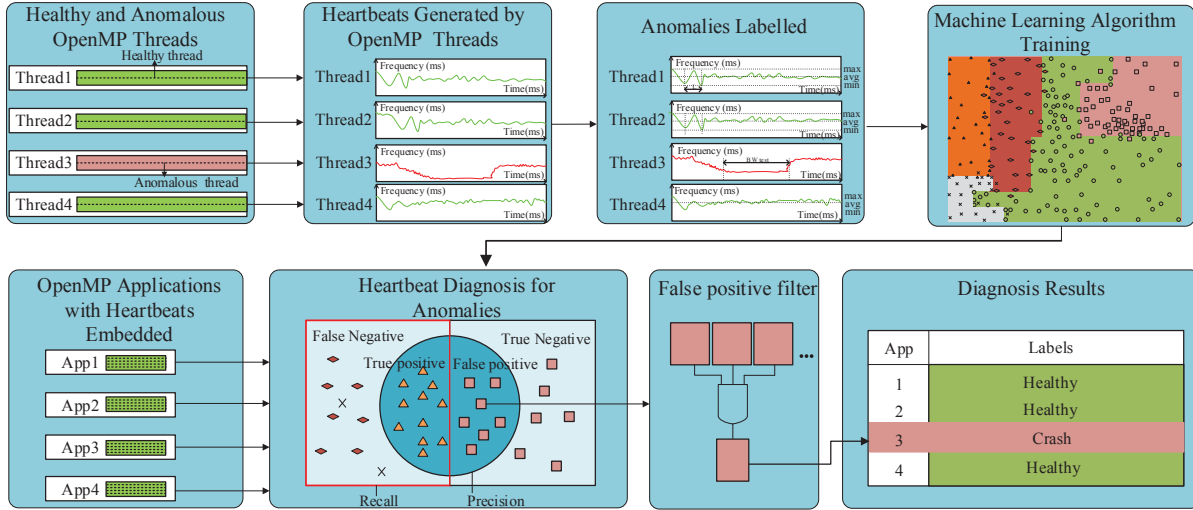 Healthy and Anomalous
OpenMP Threads
Healthy thread
Thread1
Thread2
Thread3
Anomalous thread
Thread4
Heartbeats Generated by
OpenMP Threads
Thread1
Frequency (ms)
Time(ms)
Thread2
Frequency (ms)
Time(ms)
Thread3
Frequency (ms)
Time(ms)
Thread4
Frequency (ms)
Time(ms)
Anomalies Labelled
Thread1
Frequency (ms)
max
avg
min
Time(ms)
Thread2
Frequency (ms)
max
avg
min
Time(ms)
Thread3
Frequency (ms)
Time(ms)
Thread4
Frequency (ms)
max
avg
min
Time(ms)
Machine Learning Algorithm
Training
OpenMP Applications
with Heartbeats
Embedded
App1
App2
App3
App4
Heartbeat Diagnosis for
Anomalies
False Negative
True Negative
True positive
False positive
Recall
Precision
False positive filter
...
Diagnosis Results
App Labels
1 Healthy
2 Healthy
3 Crash
4 Healthy